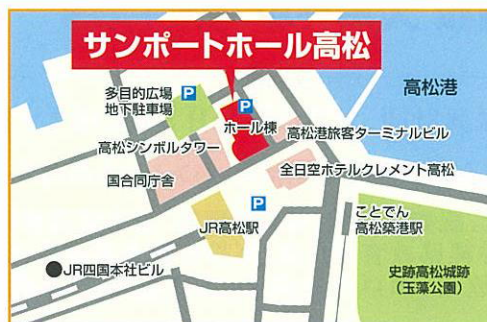 サンポートホール高松
多目的広場
地下駐車場
P
P
高松港
ホール棟
高松シンボルタワー
高松港旅客ターミナルビル
国合同庁舎
全日空ホテルクレメント高松
P
JR高松駅
ことでん
高松築港駅
JR四国本社ビル
史跡高松城跡
(玉藻公園)